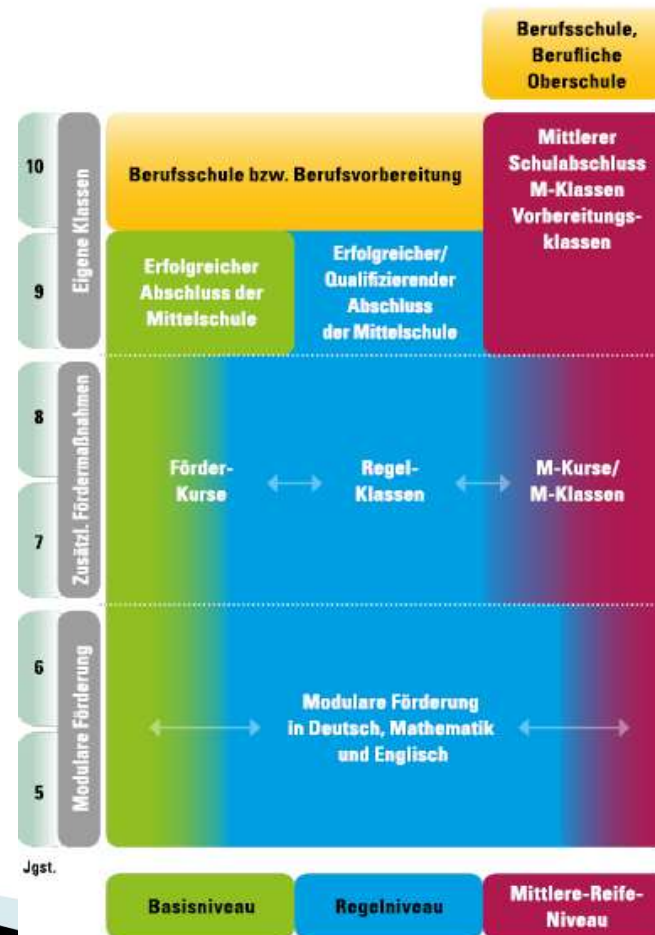 Berufsschule,
Berufliche
Oberschule
10
Eigene Klassen
Berufsschule bzw. Berufsvorbereitung
Mittlerer
Schulabschluss
M-Klassen
Vorbereitungs-
klassen
9
Erfolgreicher
Abschluss der
Mittelschule
Erfolgreicher/
Qualifizierender
Abschluss
der Mittelschule
8
Zusätzl. Fördermaßnahmen
Förder-
Kurse
Regel-
Klassen
M-Kurse/
M-Klassen
7
6
Modulare Förderung
Modulare Förderung
in Deutsch, Mathematik
und Englisch
5
Jgst.
Basisniveau
Regelniveau
Mittlere-Reife-
Niveau